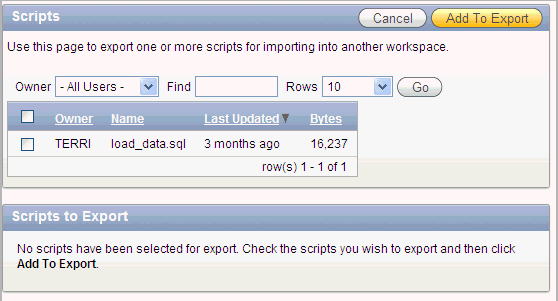 Scripts Cancel Add To Export
Use this page to export one or more scripts for importing into another workspace.
Owner - All Users - Find Rows 10 Go
Owner Name Last Updated Bytes
TERRI load_data.sql 3 months ago 16,237
row(s) 1 - 1 of 1
Scripts to Export
No scripts have been selected for export. Check the scripts you wish to export and then click
Add To Export.